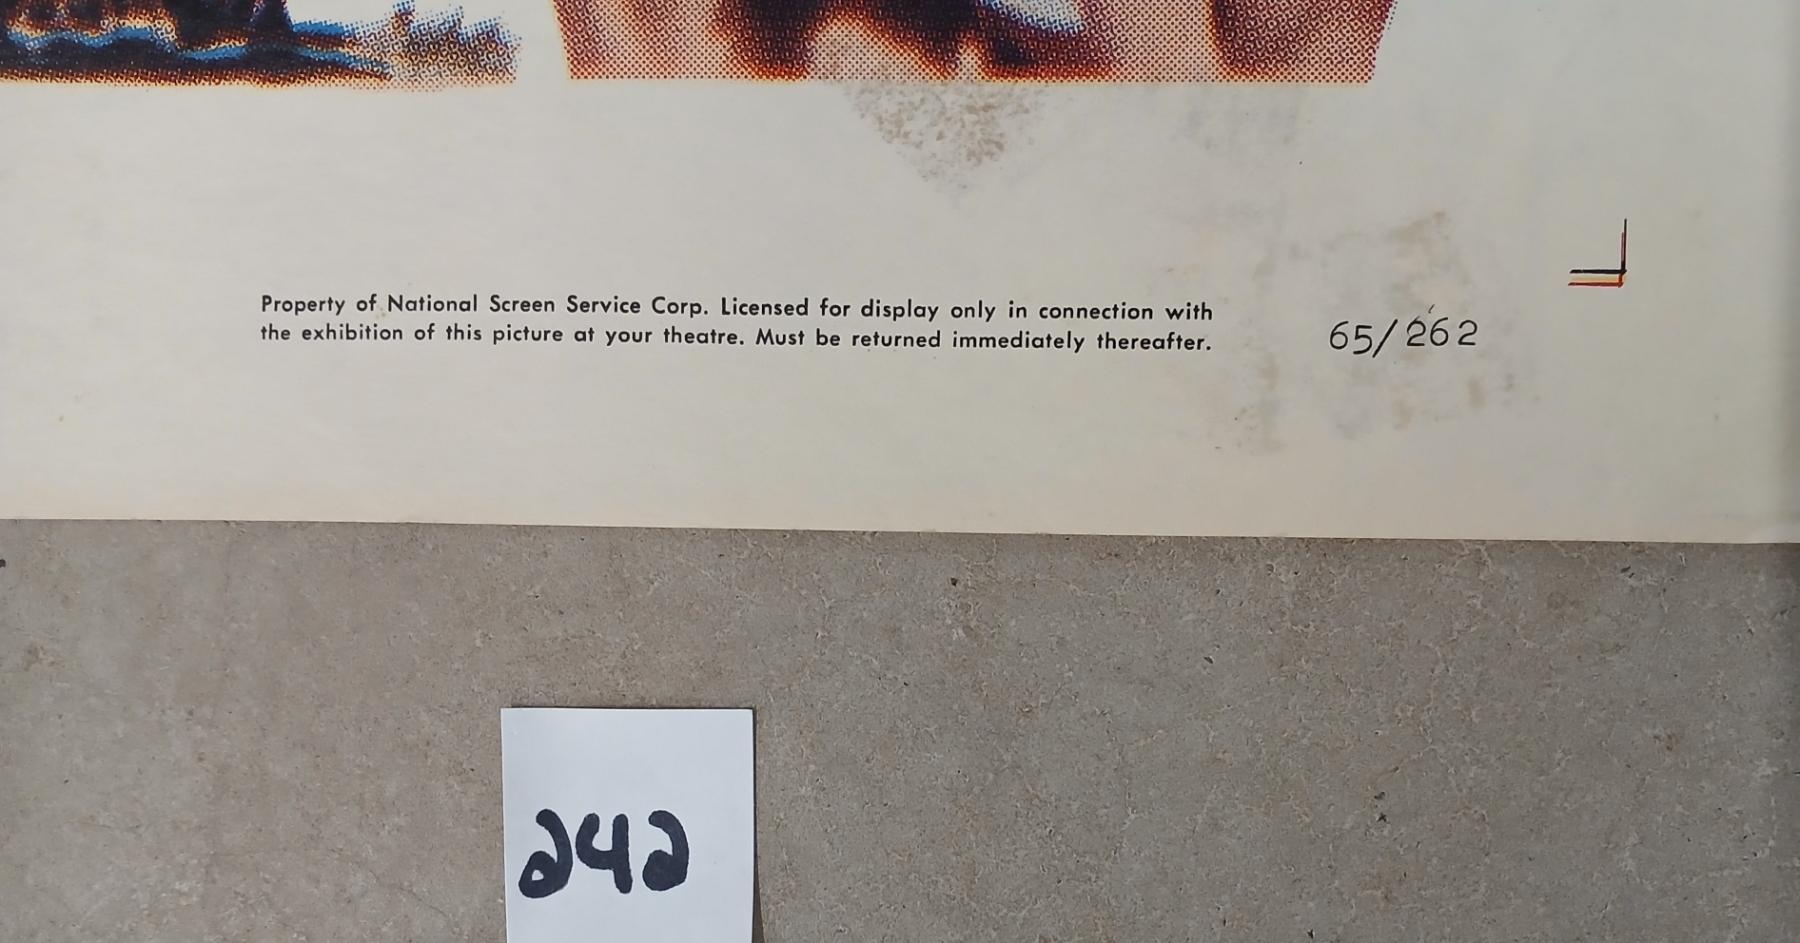 Property of National Screen Service Corp. Licensed for display only in connection with
the exhibition of this picture at your theatre. Must be returned immediately thereafter.
65/262
242